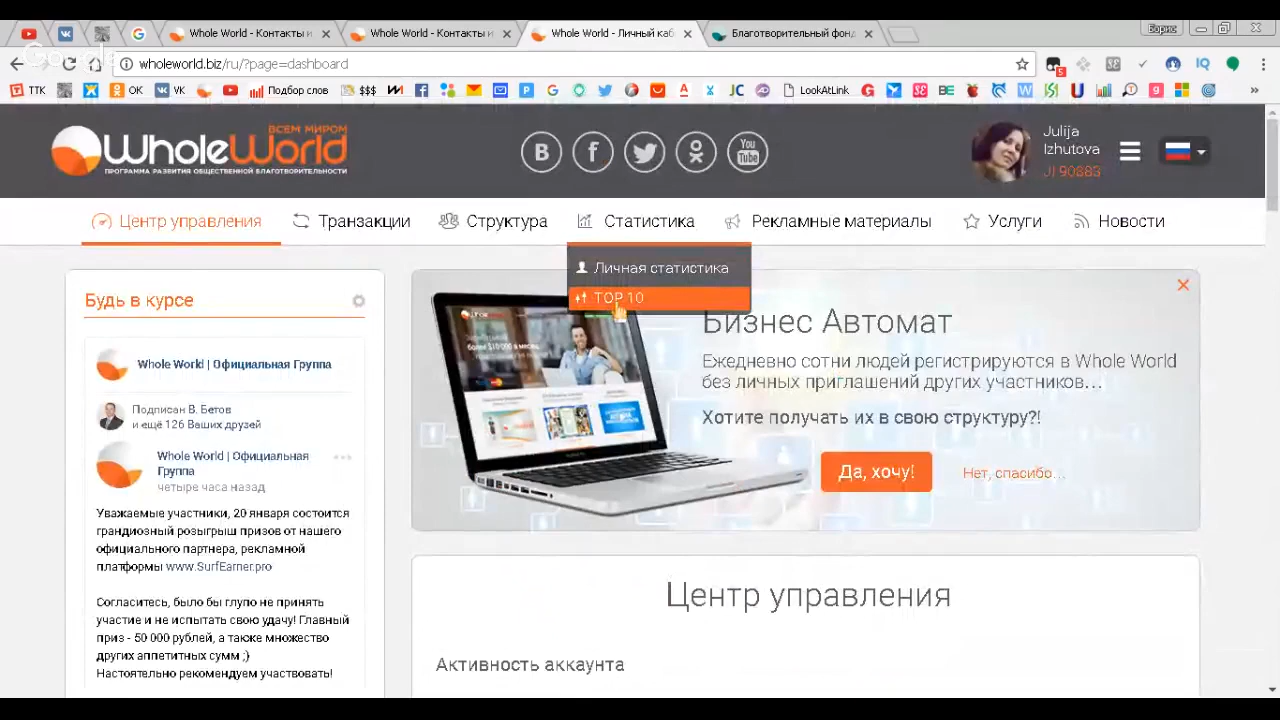 Whole World - Контакты и
Whole World - Контакты и
Whole World - Личный каб
Благотворительный фонд
Борис
Google
wholeworld.biz/ru/?page=dashboard
5
IQ
ТТК
ОК
VK
Подбор слов
$$$
JC
LookAtLink
BE
»
ВСЕМ МИРОМ
WholeWorld
ПРОГРАММА РАЗВИТИЯ ОБЩЕСТВЕННОЙ БЛАГОТВОРИТЕЛЬНОСТИ
В
f
You Tube
Julija
Izhutova
JI 90883
Центр управления
Транзакции
Структура
Статистика
Рекламные материалы
Услуги
Новости
Личная статистика
TOP 10
Будь в курсе
Whole World | Официальная Группа
Подписан В. Бетов
и ещё 126 Ваших друзей
Whole World | Официальная
Группа
четыре часа назад
Уважаемые участники, 20 января состоится
грандиозный розыгрыш призов от нашего
официального партнера, рекламной
платформы www.SurfEarner.pro
Согласитесь, было бы глупо не принять
участие и не испытать свою удачу! Главный
приз - 50 000 рублей, а также множество
других аппетитных сумм ;)
Настоятельно рекомендуем участвовать!
Бизнес Автомат
Ежедневно сотни людей регистрируются в Whole World
без личных приглашений других участников...
Хотите получать их в свою структуру?!
Да, хочу!
Нет, спасибо...
Центр управления
Активность аккаунта